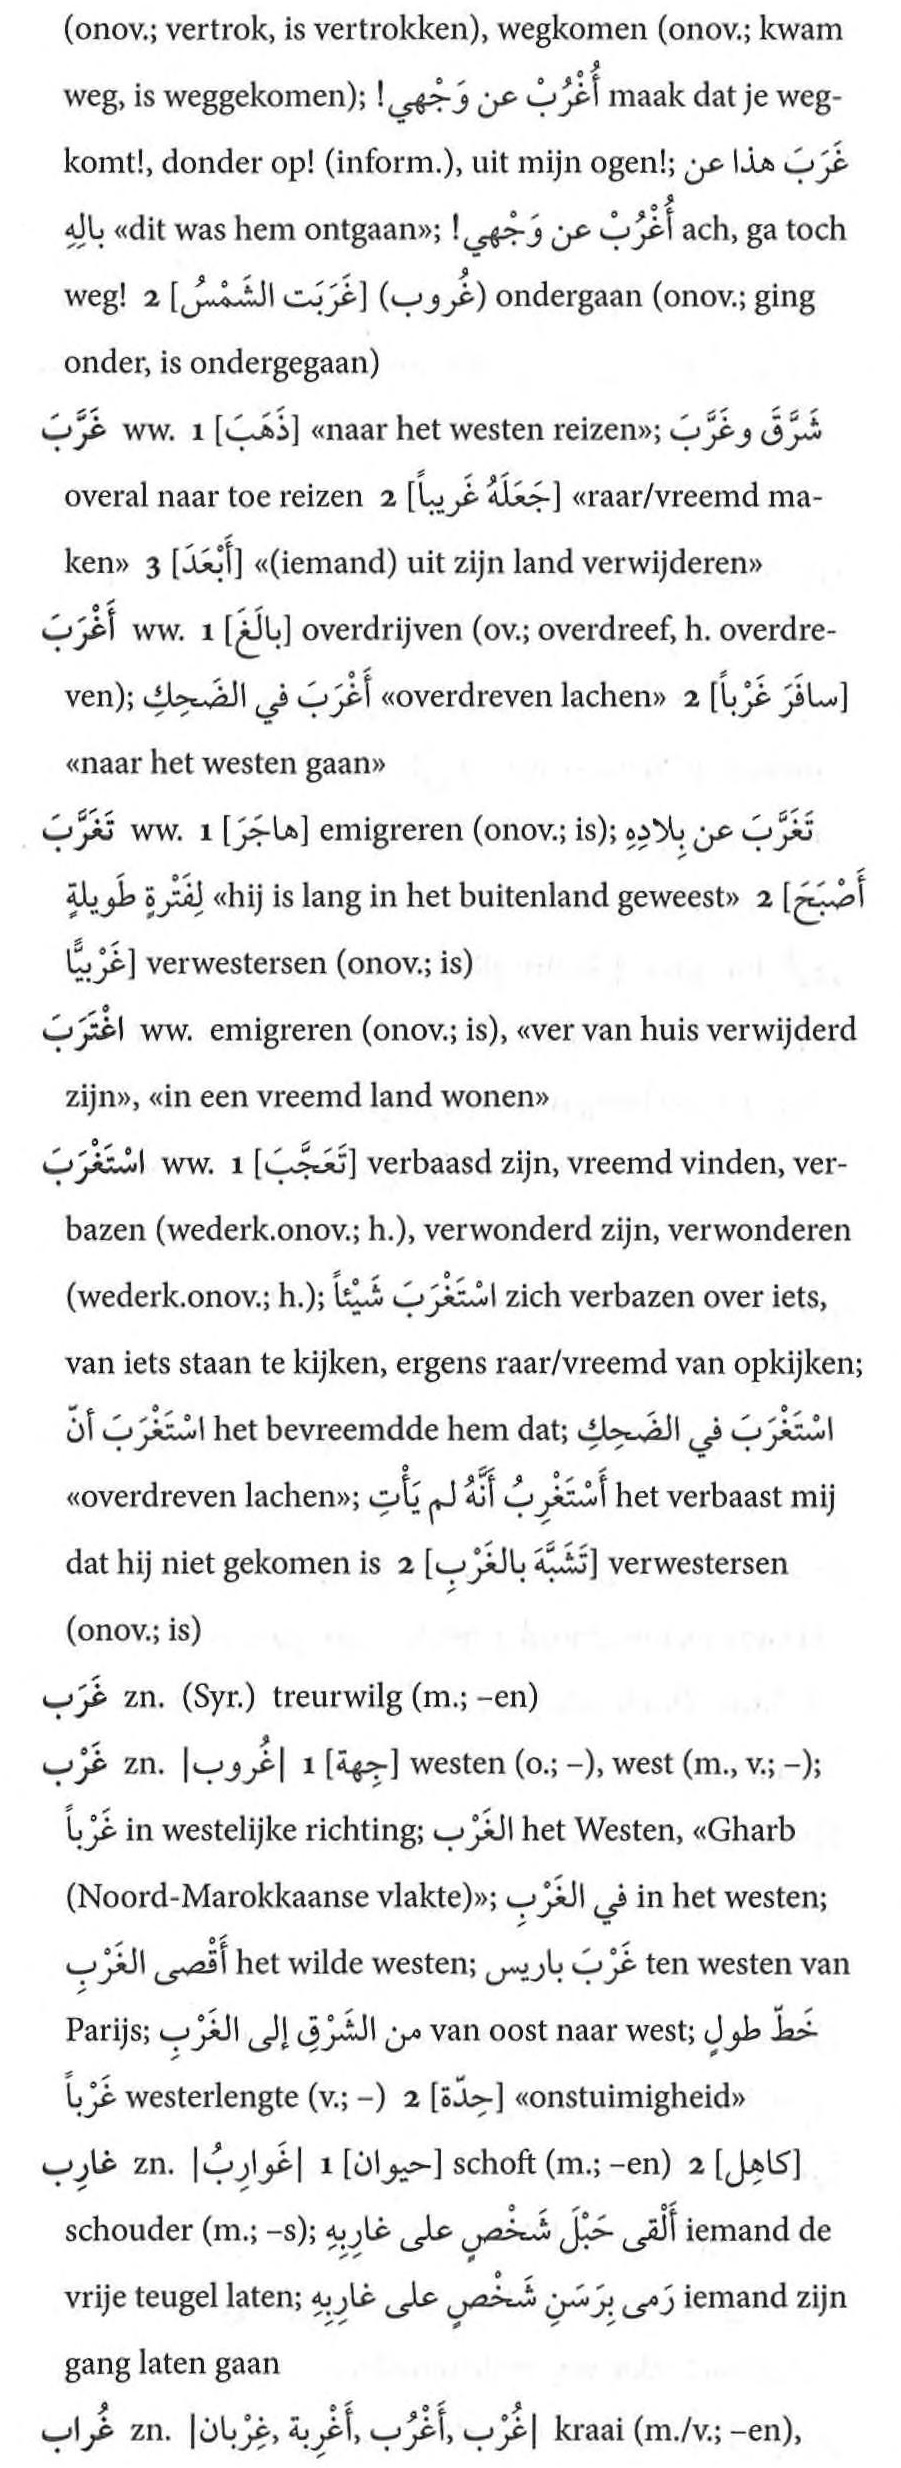 (onov.; vertrok, is vertrokken), wegkomen (onov.; kwam
weg, is weggekomen); أُغْرُبْ عن وَجْهي! maak dat je weg-
komt!, donder op! (inform.), uit mijn ogen!; غَرَبَ هذا عن
بالِهِ «dit was hem ontgaan»; أُغْرُبْ عن وَجْهي! ach, ga toch
weg! 2 [غَرَبَت الشَّمْسُ] (غُروب) ondergaan (onov.; ging
onder, is ondergegaan)
غَرَّبَ ww. 1 [ذَهَبَ] «naar het westen reizen»; شَرَّقَ وغَرَّبَ
overal naar toe reizen 2 [جَعَلَهُ غَريباً] «raar/vreemd ma-
ken» 3 [أَبْعَدَ] «(iemand) uit zijn land verwijderen»
أَغْرَبَ ww. 1 [بالَغَ] overdrijven (ov.; overdreef, h. overdre-
ven); أَغْرَبَ في الضَحِكِ «overdreven lachen» 2 [سافَرَ غَرْباً]
«naar het westen gaan»
تَغَرَّبَ ww. 1 [هاجَرَ] emigreren (onov.; is); تَغَرَّبَ عن بِلادِهِ
لِفَتْرةٍ طَويلةٍ «hij is lang in het buitenland geweest» 2 [أَصْبَحَ
غَرْبيًّا] verwestersen (onov.; is)
اغْتَرَبَ ww. emigreren (onov.; is), «ver van huis verwijderd
zijn», «in een vreemd land wonen»
اسْتَغْرَبَ ww. 1 [تَعَجَّبَ] verbaasd zijn, vreemd vinden, ver-
bazen (wederk.onov.; h.), verwonderd zijn, verwonderen
(wederk.onov.; h.); اسْتَغْرَبَ شَيْئاً zich verbazen over iets,
van iets staan te kijken, ergens raar/vreemd van opkijken;
اسْتَغْرَبَ أنّ het bevreemdde hem dat; اسْتَغْرَبَ في الضَحِكِ
«overdreven lachen»; أَسْتَغْرِبُ أَنَّهُ لم يَأْتِ het verbaast mij
dat hij niet gekomen is 2 [تَشَبَّهَ بالغَرْبِ] verwestersen
(onov.; is)
غَرَب zn. (Syr.) treurwilg (m.; –en)
غَرْب zn. |غُروب| 1 [جِهة] westen (o.; –), west (m., v.; –);
غَرْباً in westelijke richting; الغَرْب het Westen, «Gharb
(Noord-Marokkaanse vlakte)»; في الغَرْبِ in het westen;
أَقْصى الغَرْبِ het wilde westen; غَرْبَ باريس ten westen van
Parijs; من الشَرْقِ إلى الغَرْبِ van oost naar west; خَطّ طولٍ
غَرْباً westerlengte (v.; –) 2 [حِدّة] «onstuimigheid»
غارِب zn. |غَوارِبُ| 1 [حيوان] schoft (m.; –en) 2 [كاهِل]
schouder (m.; –s); أَلْقى حَبْلَ شَخْصٍ على غارِبِهِ iemand de
vrije teugel laten; رَمى بِرَسَنِ شَخْصٍ على غارِبِهِ iemand zijn
gang laten gaan
غُراب zn. |غُرْب ,أَغْرُب ,أَغْرِبة ,غِرْبان| kraai (m./v.; –en),